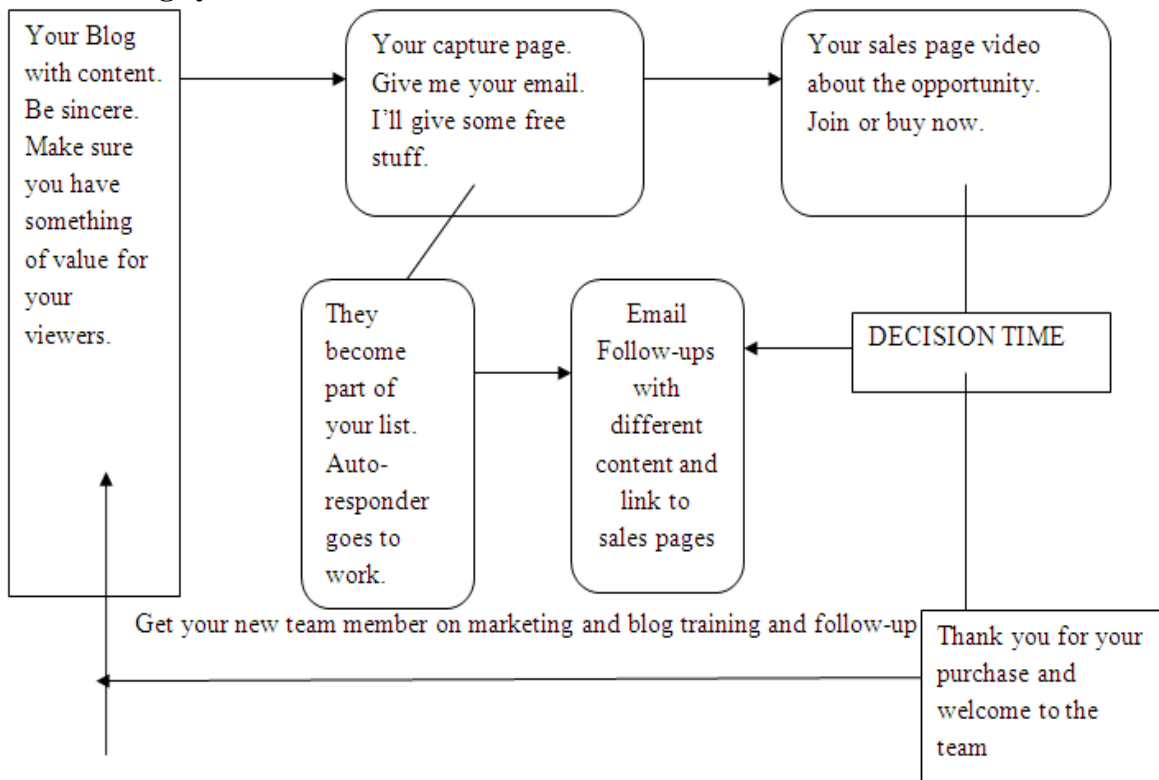 Your Blog
with content.
Be sincere.
Make sure
you have
something
of value for
your
viewers.
Your capture page.
Give me your email.
I’ll give some free
stuff.
Your sales page video
about the opportunity.
Join or buy now.
They
become
part of
your list.
Auto-
responder
goes to
work.
Email
Follow-ups
with
different
content and
link to
sales pages
DECISION TIME
Get your new team member on marketing and blog training and follow-up
Thank you for your
purchase and
welcome to the
team